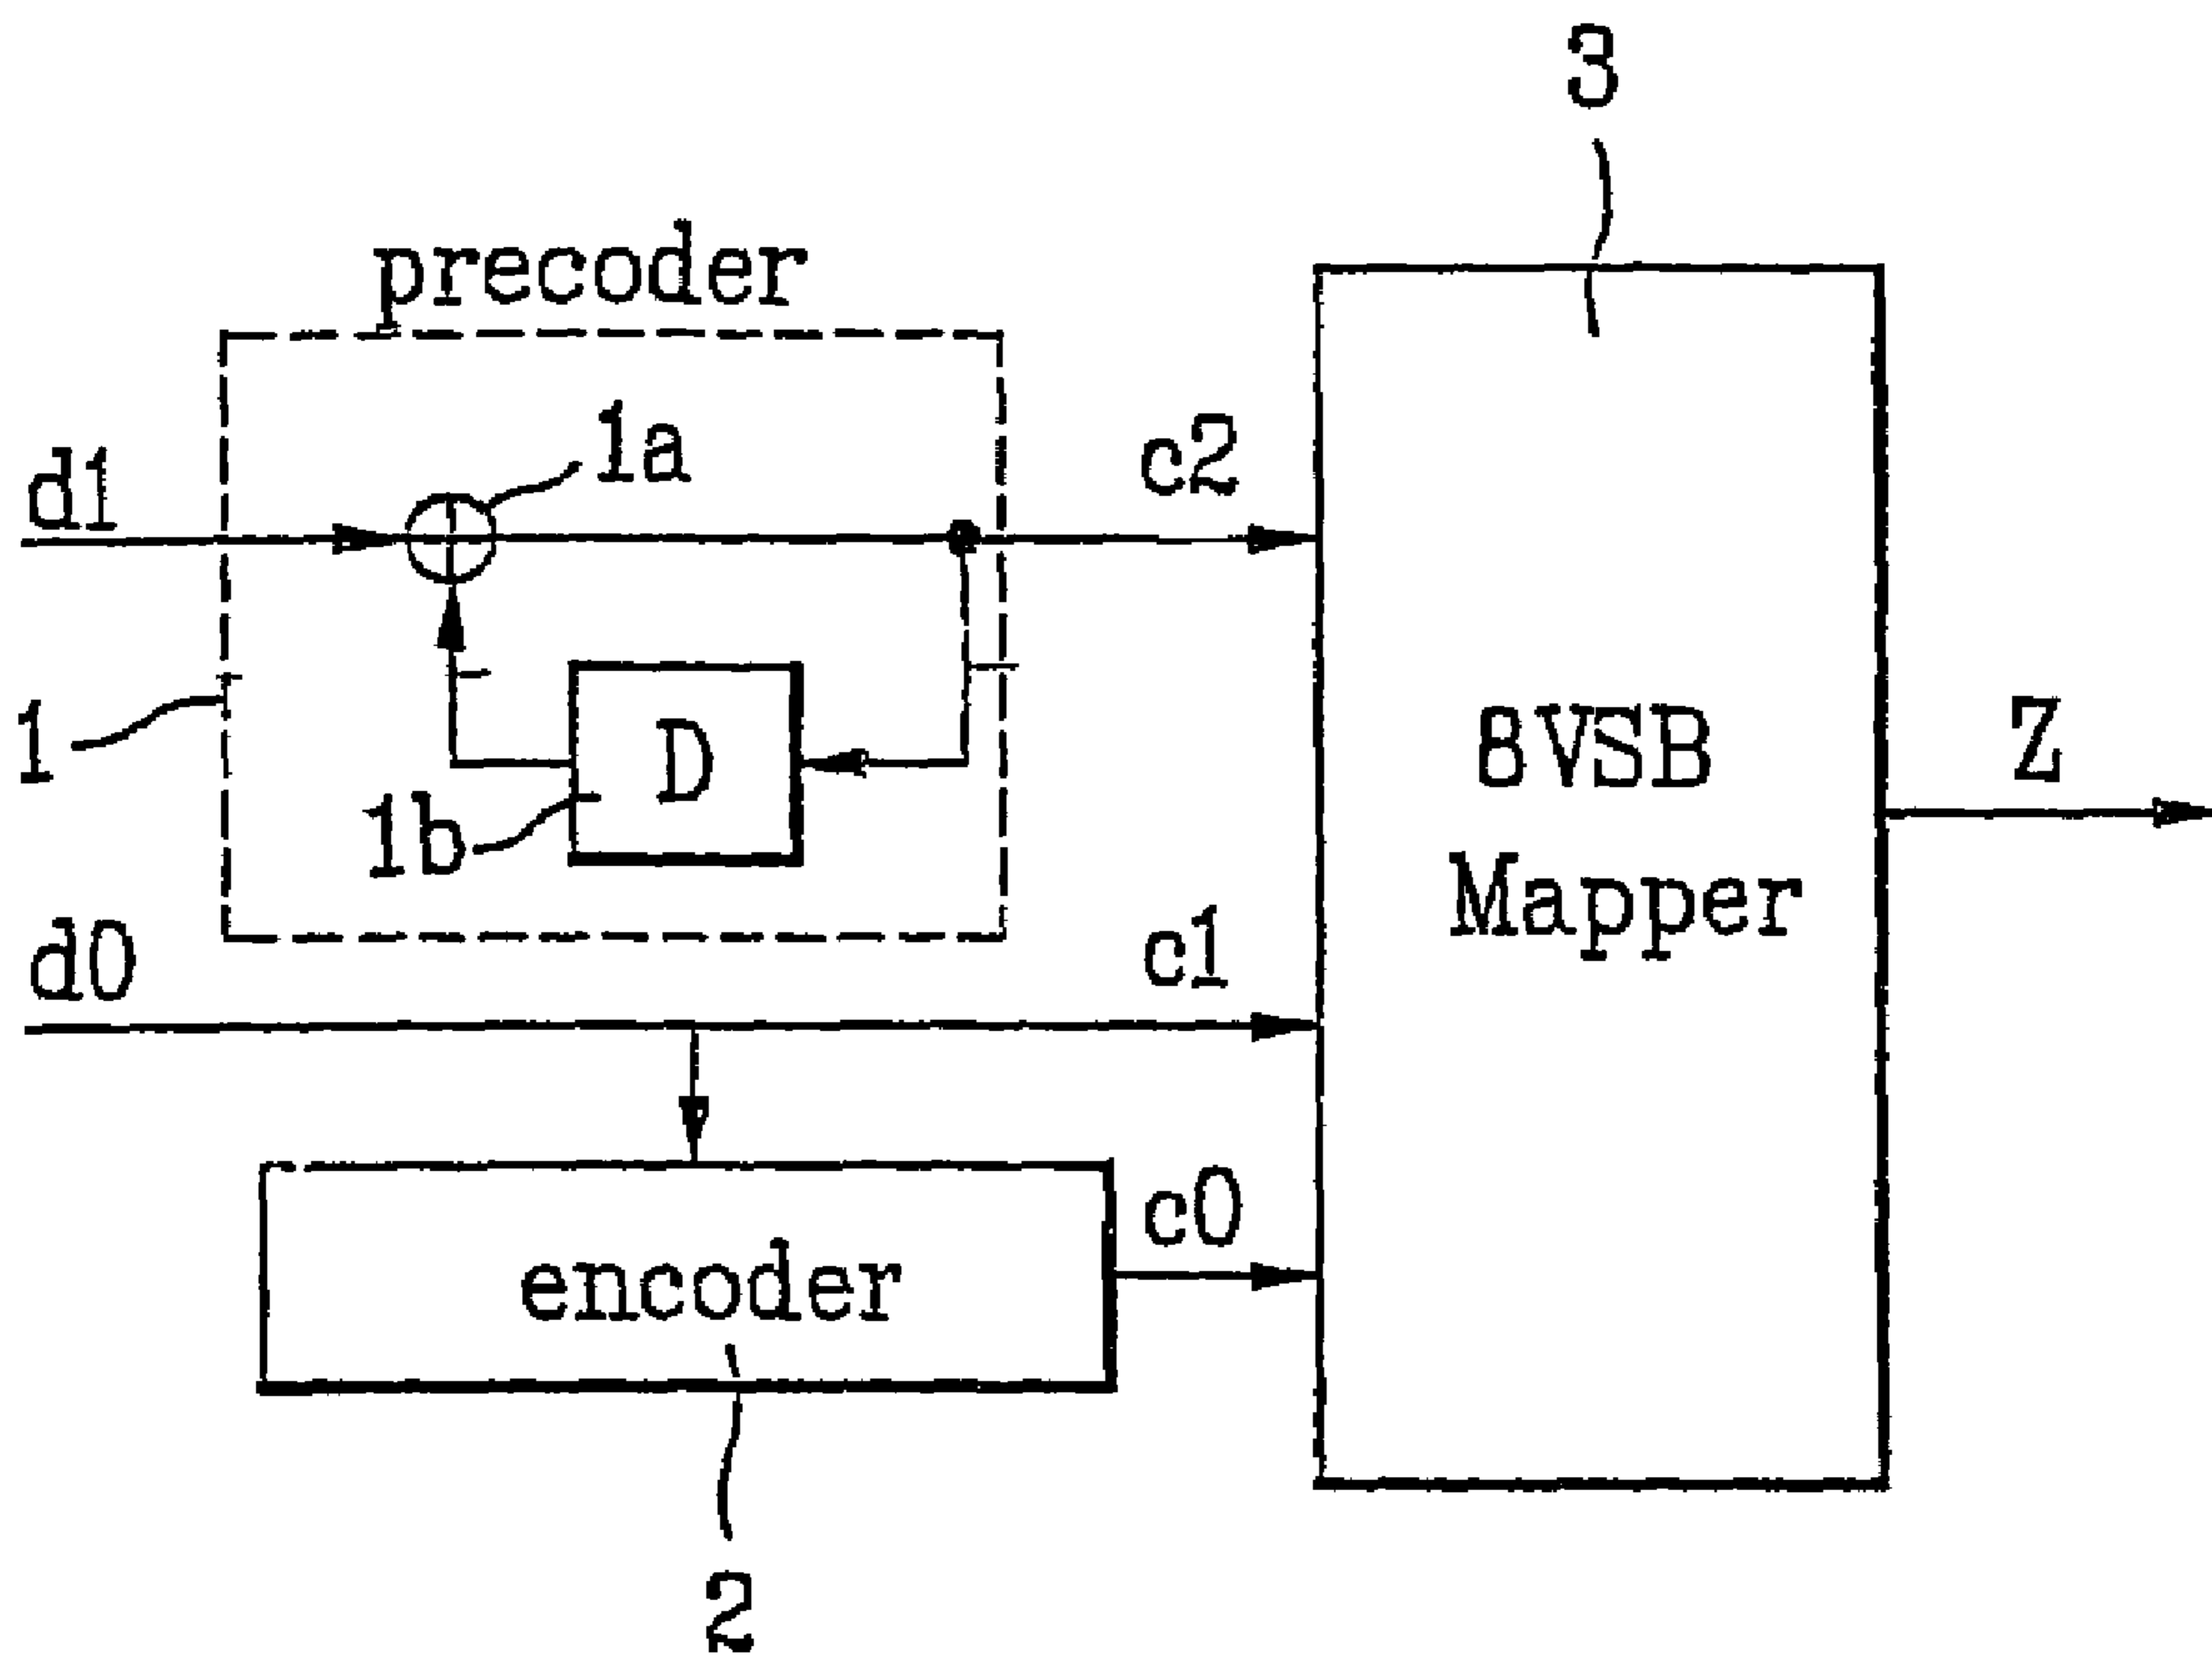 3
precoder
1a
d1
c2
1
D
8VSB
Mapper
Z
1b
d0
c1
encoder
c0
2